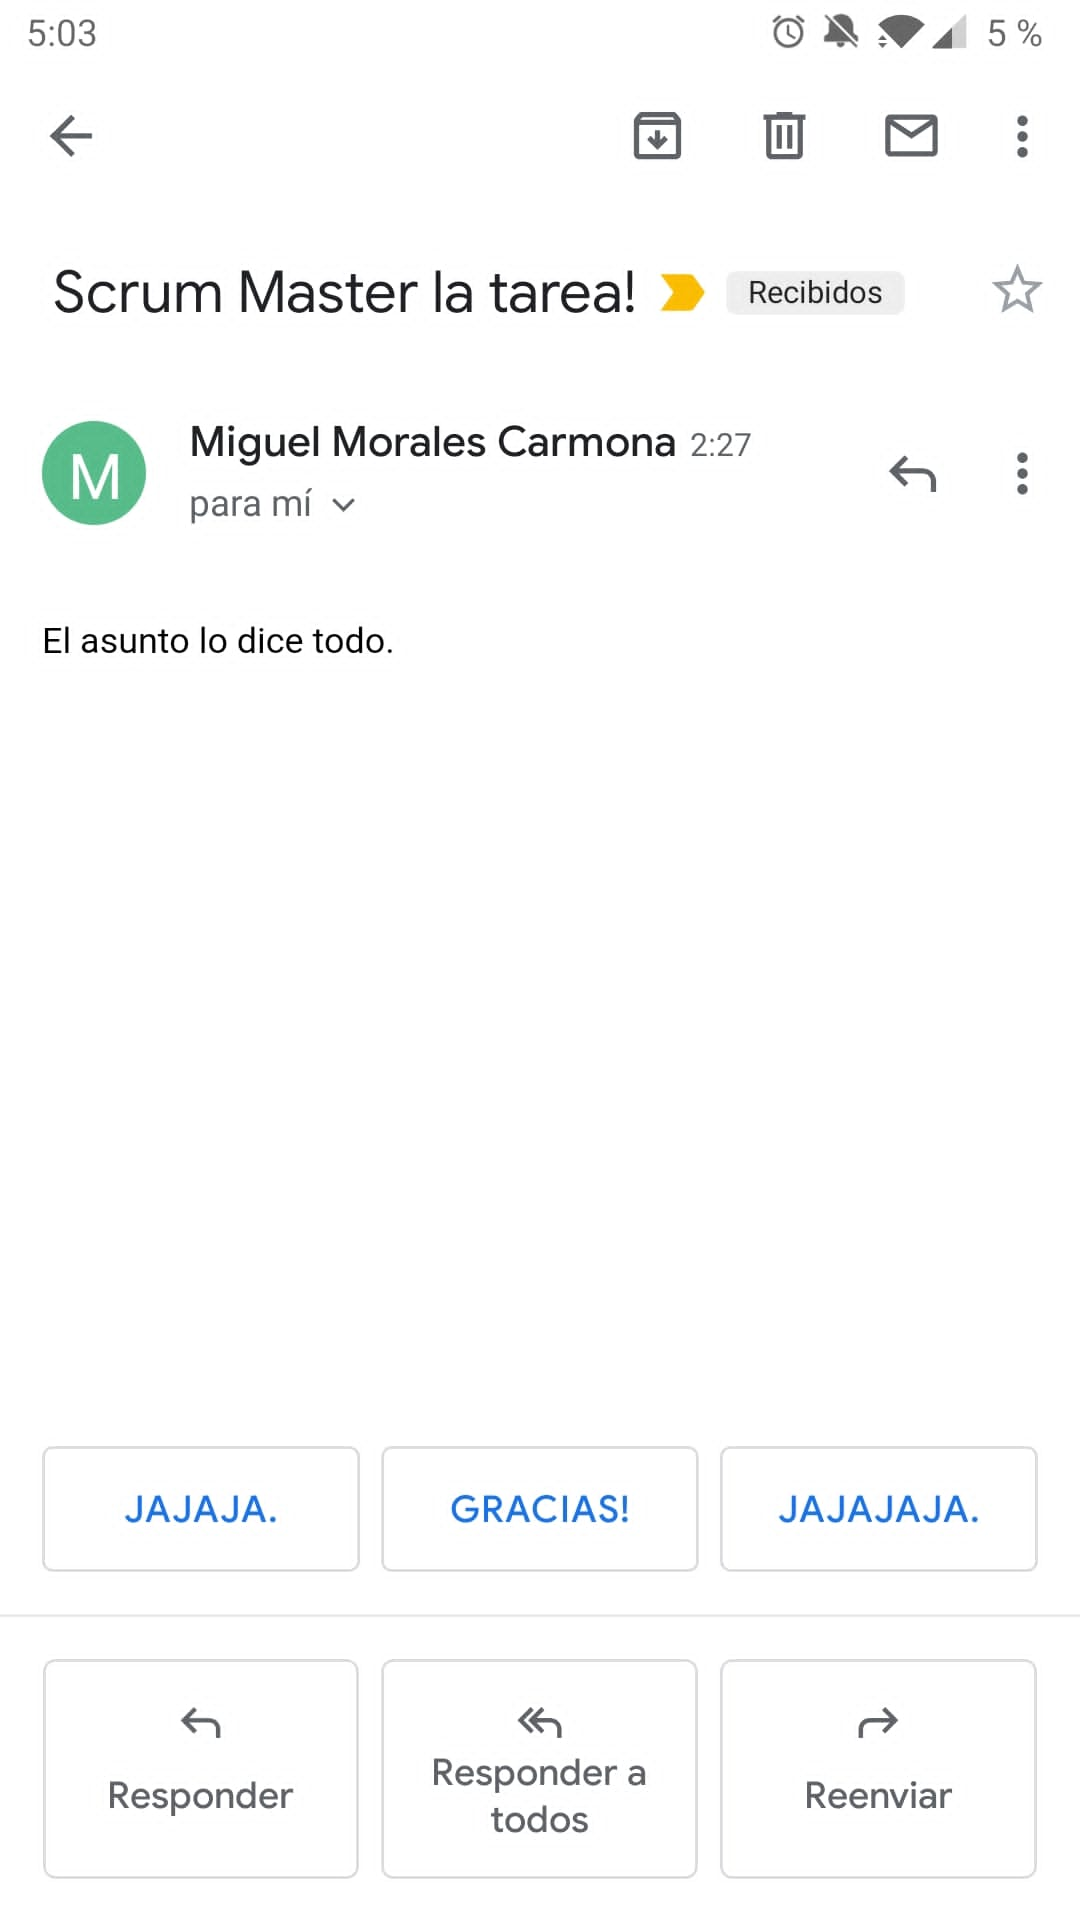 5:03
5 %
Scrum Master la tarea!
Recibidos
M
Miguel Morales Carmona 2:27
para mí
El asunto lo dice todo.
JAJAJA.
GRACIAS!
JAJAJAJA.
Responder
Responder a
todos
Reenviar